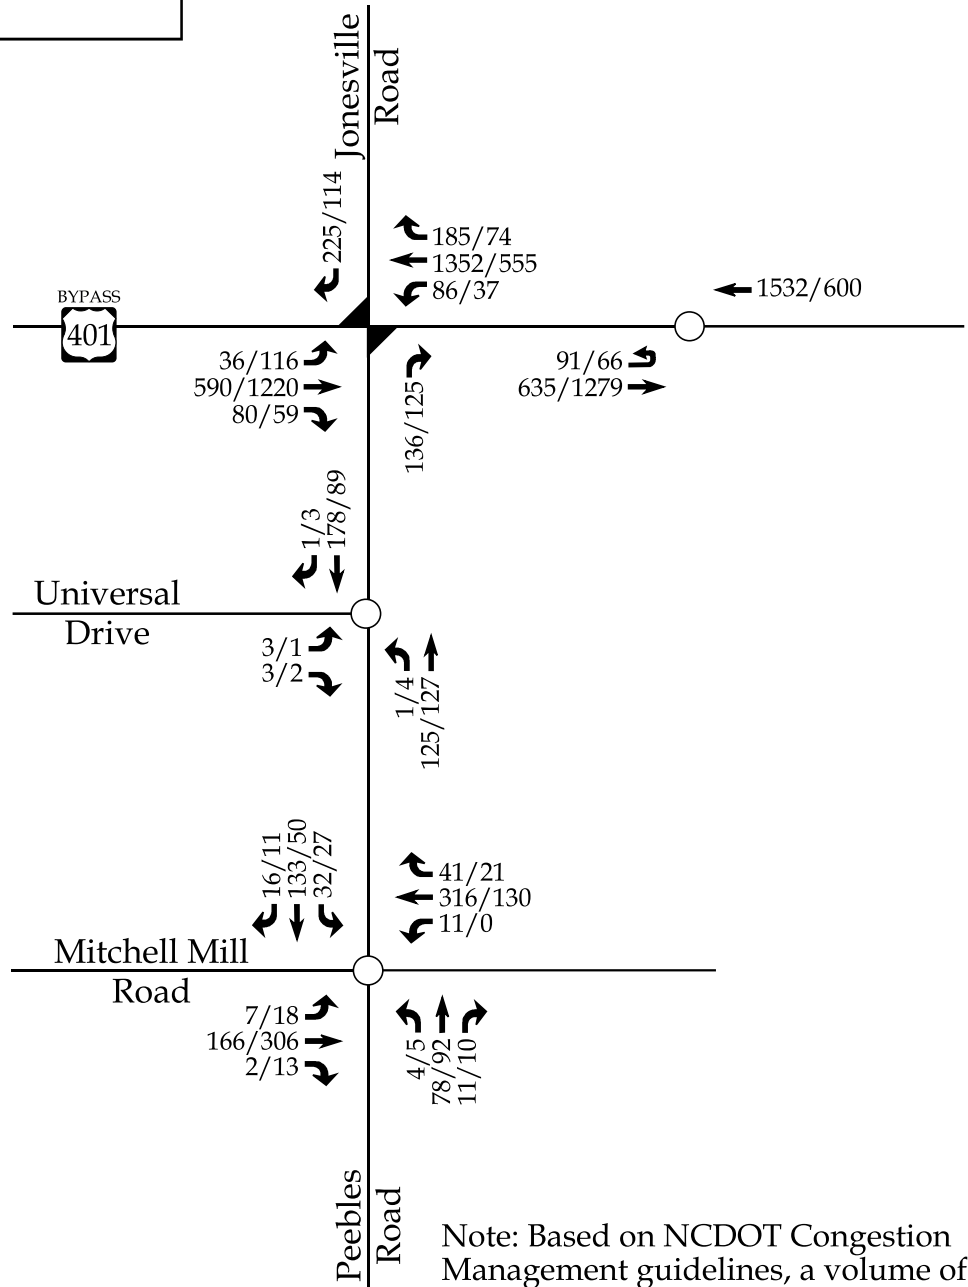 Jonesville
Road
225/114
185/74
1352/555
86/37
1532/600
BYPASS
401
36/116
590/1220
80/59
136/125
91/66
635/1279
1/3
178/89
Universal
Drive
3/1
3/2
1/4
125/127
16/11
133/50
32/27
41/21
316/130
11/0
Mitchell Mill
Road
7/18
166/306
2/13
4/5
78/92
11/10
Peebles
Road
Note: Based on NCDOT Congestion
Management guidelines, a volume of